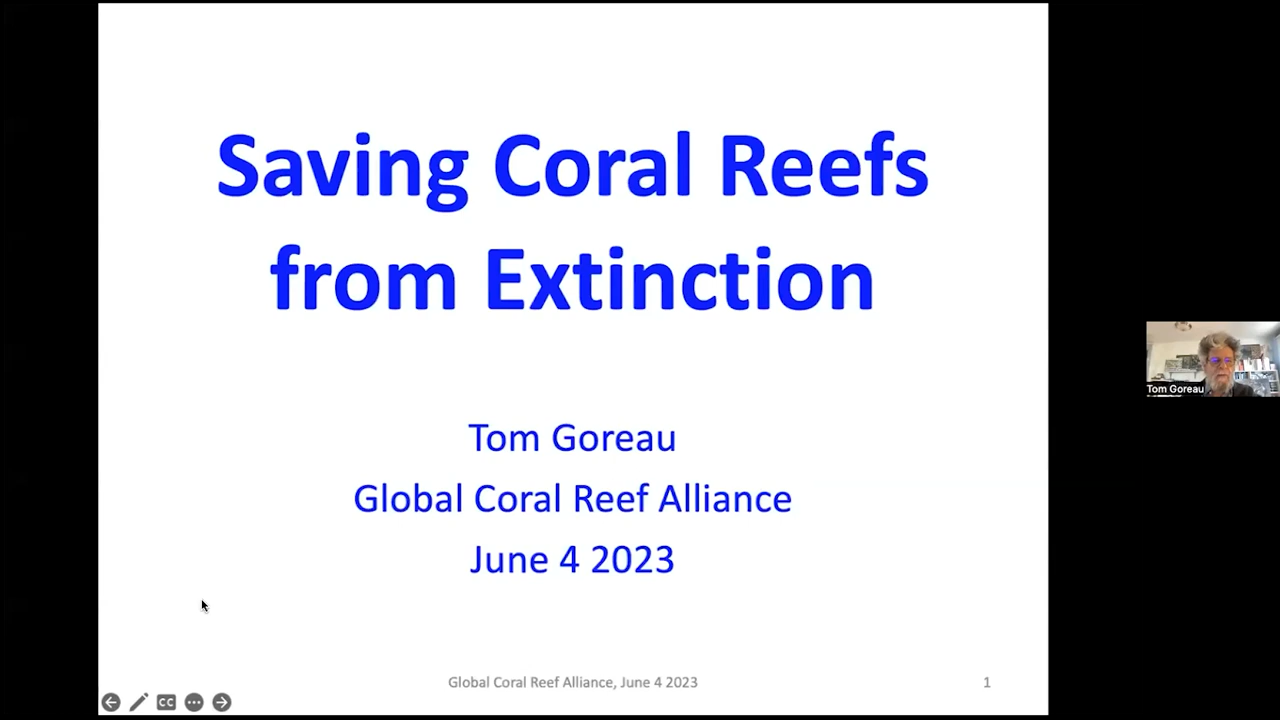 Saving Coral Reefs
from Extinction
Tom Goreau
Global Coral Reef Alliance
June 4 2023
Tom Goreau
Global Coral Reef Alliance, June 4 2023
1
CC